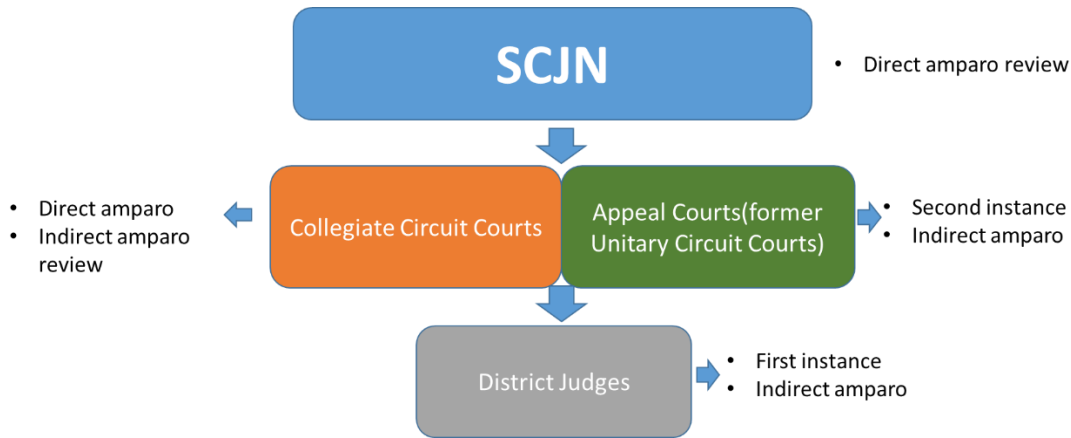 SCJN
• Direct amparo review
• Direct amparo
• Indirect amparo
review
Collegiate Circuit Courts
Appeal Courts(former
Unitary Circuit Courts)
• Second instance
• Indirect amparo
District Judges
• First instance
• Indirect amparo